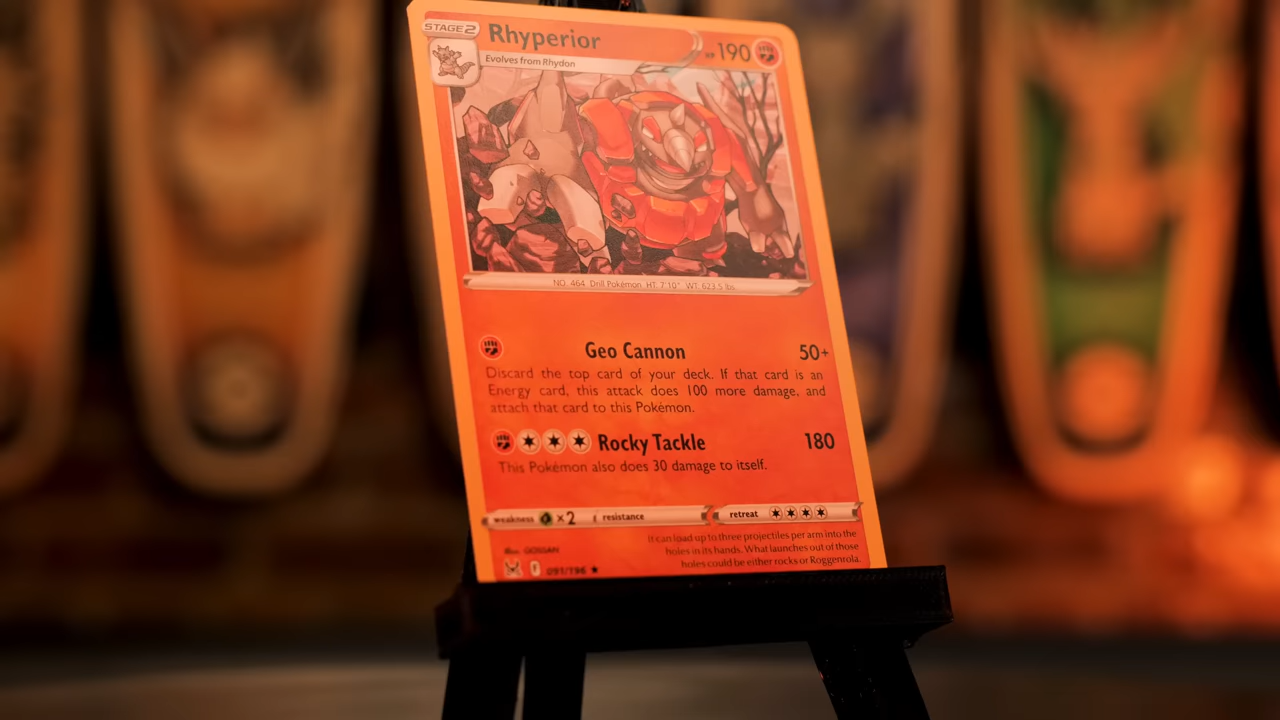 STAGE 2
Rhyperior
HP 190
Evolves from Rhydon
NO. 464 Drill Pokémon HT: 7'10" WT: 623.5 lbs.
Geo Cannon 50+
Discard the top card of your deck. If that card is an
Energy card, this attack does 100 more damage, and
attach that card to this Pokémon.
Rocky Tackle 180
This Pokémon also does 30 damage to itself.
weakness ×2 resistance retreat
Illus. GOSSAN
It can load up to three projectiles per arm into the
holes in its hands. What launches out of those
holes could be either rocks or Roggenrola.
F 091/196 ★